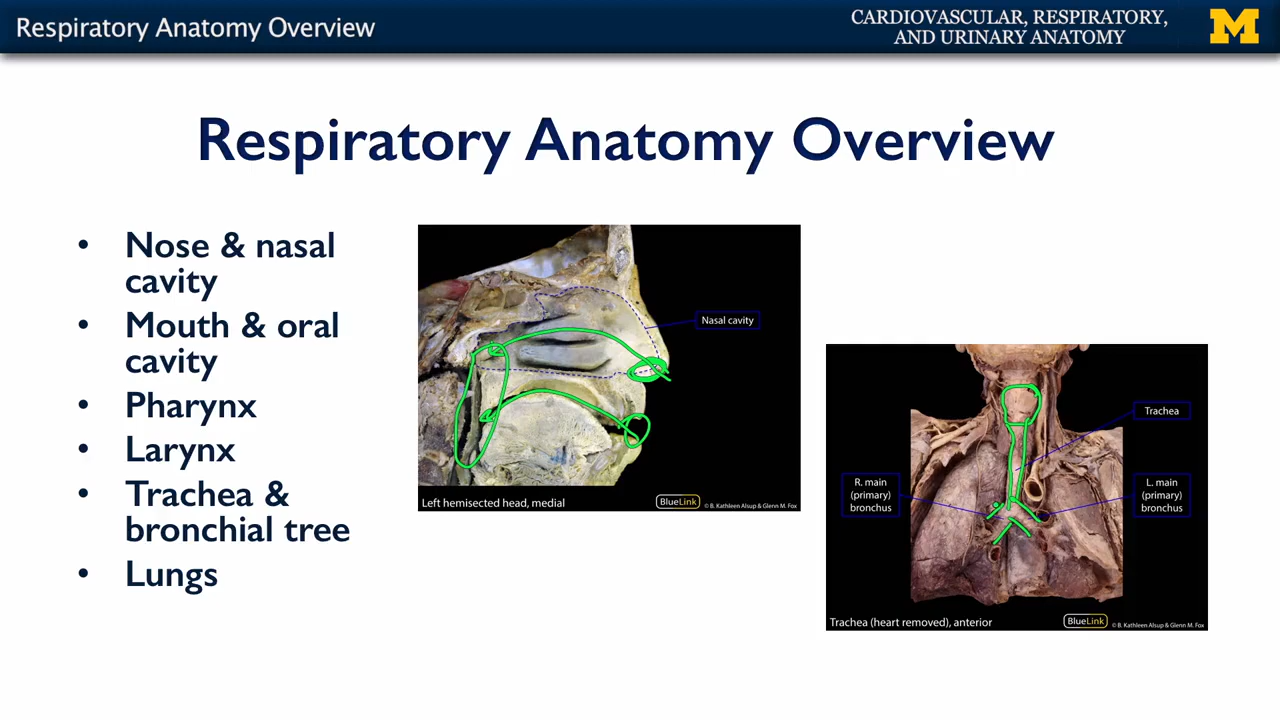 Respiratory Anatomy Overview
CARDIOVASCULAR, RESPIRATORY,
AND URINARY ANATOMY
M
Respiratory Anatomy Overview
• Nose & nasal
cavity
• Mouth & oral
cavity
• Pharynx
• Larynx
• Trachea &
bronchial tree
• Lungs
Nasal cavity
Left hemisected head, medial
BlueLink
© B. Kathleen Alsup & Glenn M. Fox
Trachea
R. main
(primary)
bronchus
L. main
(primary)
bronchus
Trachea (heart removed), anterior
BlueLink
© B. Kathleen Alsup & Glenn M. Fox